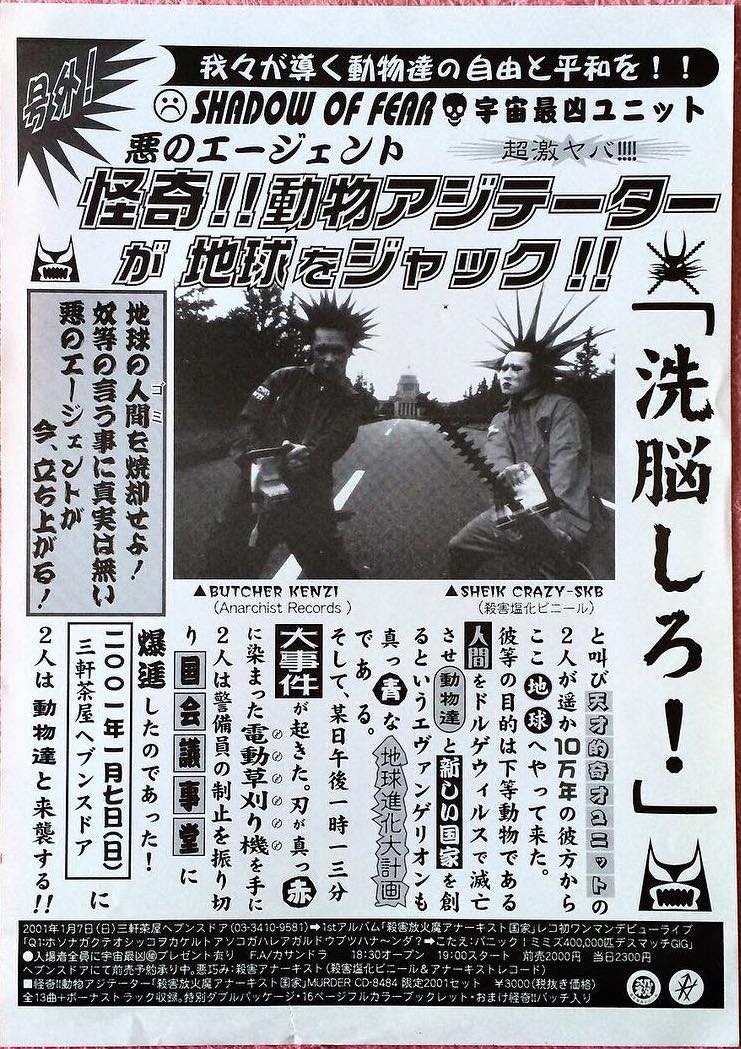 号外!
我々が導く動物達の自由と平和を!!
SHADOW OF FEAR 宇宙最凶ユニット
悪のエージェント 超激ヤバ!!!!
怪奇!!動物アジテーター
が地球をジャック!!
「洗脳しろ!」
地球の人間を焼却せよ!
ゴミ
奴等の言う事に真実は無い
悪のエージェントが
今、立ち上がる!
▲BUTCHER KENZI
(Anarchist Records)
▲SHEIK CRAZY-SKB
(殺害塩化ビニール)
と叫び天才的奇才ユニットの
2人が遥か10万年の彼方から
ここ地球へやって来た。
彼等の目的は下等動物である
人間をドルゲウィルスで滅亡
させ動物達と新しい国家を創
るというエヴァンゲリオンも
真っ青な地球進化大計画
である。
そして、某日午後一時一三分
大事件が起きた。刃が真っ赤
に染まった電動草刈り機を手に
2人は警備員の制止を振り切
り国会議事堂に
爆進したのであった!
二〇〇一年一月七日(日)
三軒茶屋ヘブンスドア
に
2人は動物達と来襲する!!
2001年1月7日(日)三軒茶屋ヘブンスドア(03-3410-9581)➡1stアルバム「殺害放火魔アナーキスト国家」レコ初ワンマンデビューライブ
「Q1:ホソナガクテオシッコヲカケルトアソコガハレアガルドウブツハナ〜ンダ?➡こたえ:パニック!ミミズ400,000匹デスマッチGIG」
●入場者全員に宇宙最凶㊙プレゼント有り F.A/カサンドラ 18:30オープン 19:00スタート 前売2000円 当日2300円
ヘブンスドアにて前売予約承り中。悪巧み:殺害アナーキスト(殺害塩化ビニール&アナーキストレコード)
■怪奇!!動物アジテーター「殺害放火魔アナーキスト国家」MURDER CD-8484 限定2001セット ¥3000(税抜き価格)
全13曲+ボーナストラック収録。特別ダブルパッケージ・16ページフルカラーブックレット・おまけ怪奇!!バッチ入り
殺